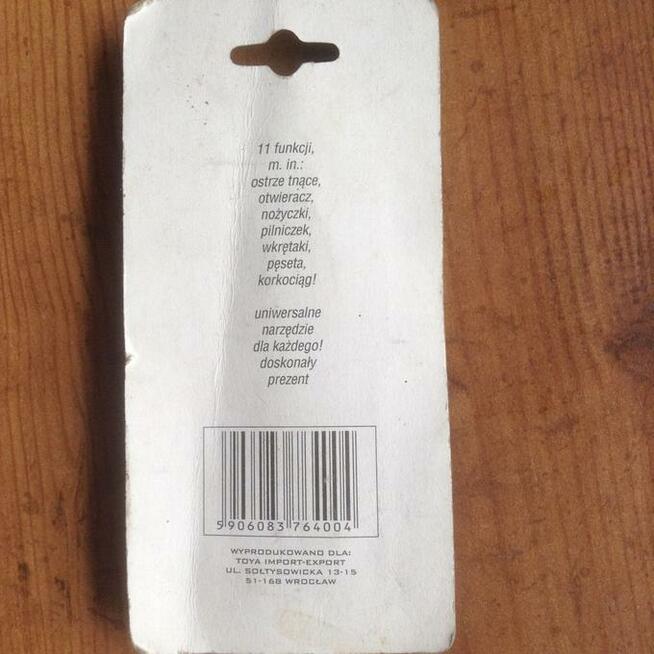 11 funkcji,
m. in.:
ostrze tnące,
otwieracz,
nożyczki,
pilniczek,
wkrętaki,
pęseta,
korkociąg!
uniwersalne
narzędzie
dla każdego!
doskonały
prezent
5 906083 764004
WYPRODUKOWANO DLA:
TOYA IMPORT-EXPORT
UL. SOŁTYSOWICKA 13-15
51-168 WROCŁAW